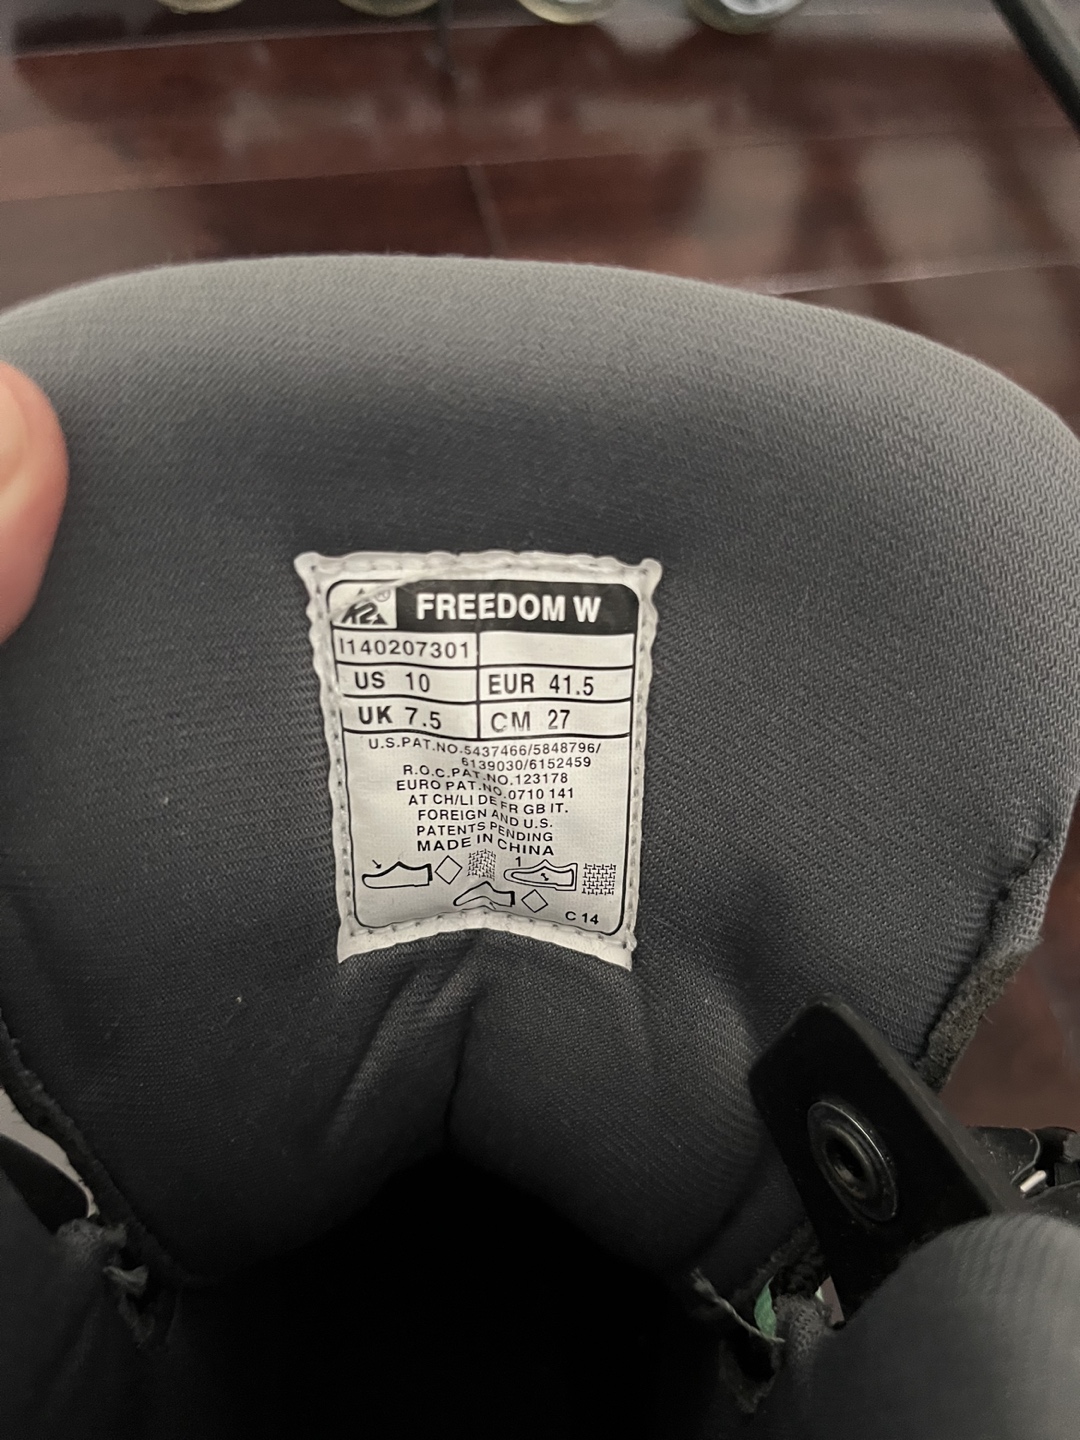 K2® FREEDOM W
I140207301
US 10 EUR 41.5
UK 7.5 CM 27
U.S.PAT.NO.5437466/5848796/
6139030/6152459
R.O.C.PAT.NO.123178
EURO PAT.NO.0710 141
AT CH/LI DE FR GB IT.
FOREIGN AND U.S.
PATENTS PENDING
MADE IN CHINA
1
C 14